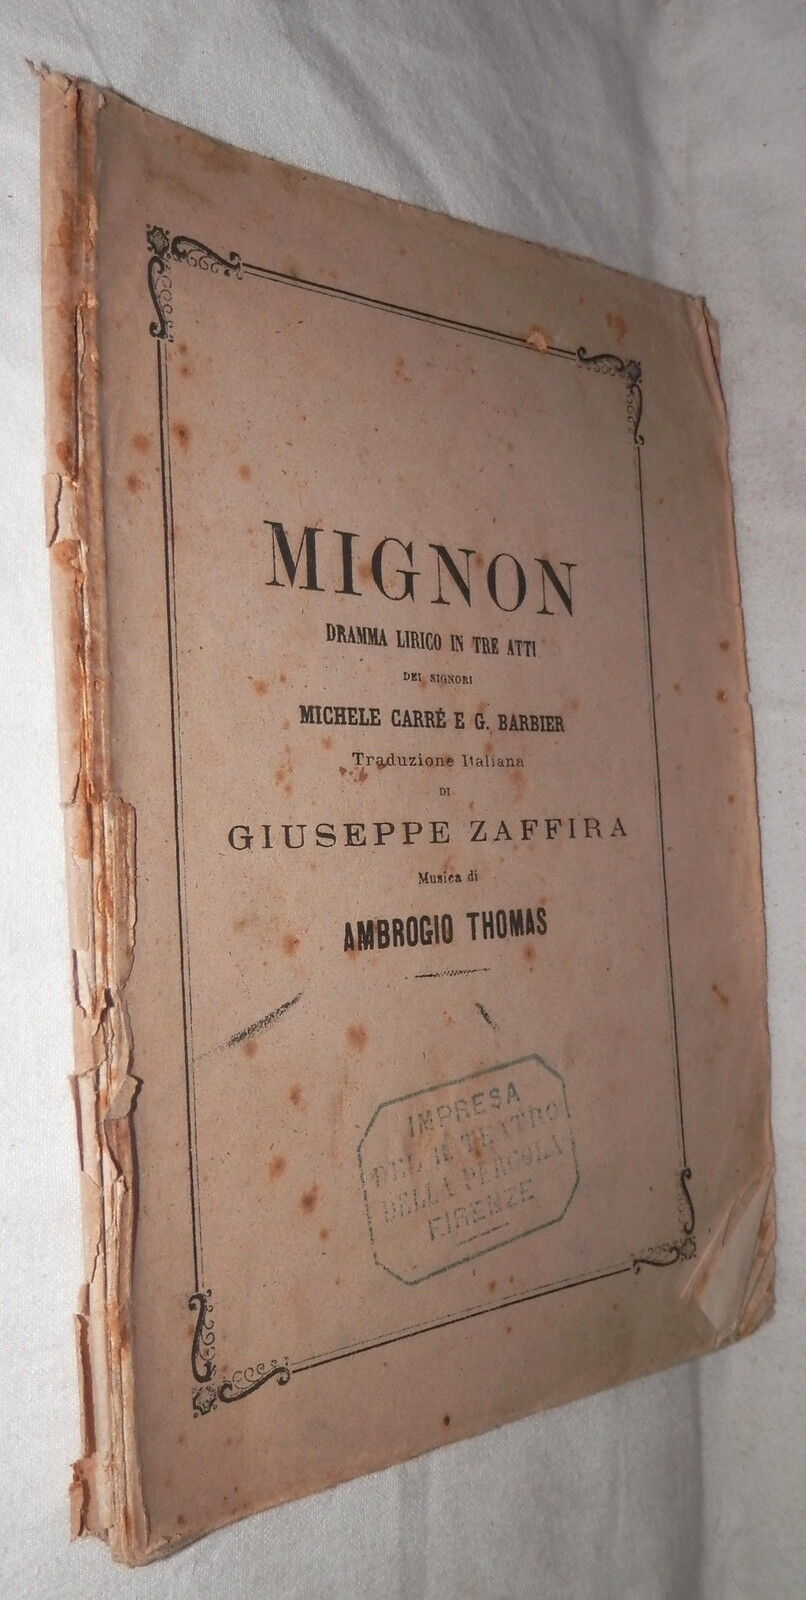 MIGNON
DRAMMA LIRICO IN TRE ATTI
DEI SIGNORI
MICHELE CARRÉ E G. BARBIER
Traduzione Italiana
DI
GIUSEPPE ZAFFIRA
Musica di
AMBROGIO THOMAS
IMPRESA
DEL R. TEATRO
DELLA PERGOLA
FIRENZE